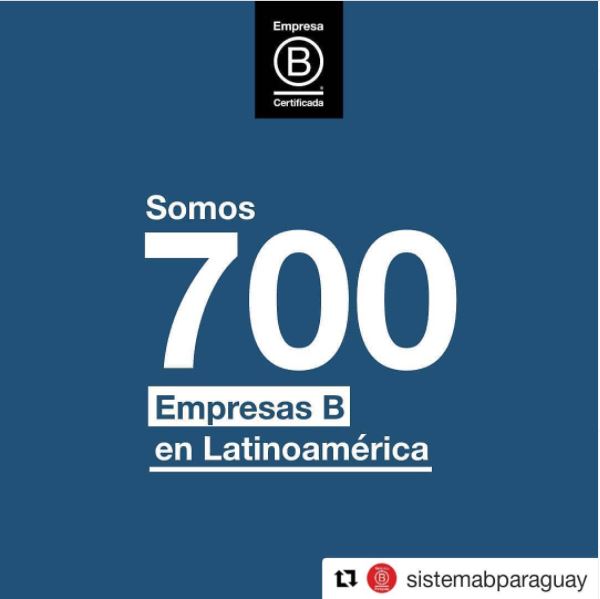 Empresa
B
Certificada
Somos
700
Empresas B
en Latinoamérica
sistemabparaguay